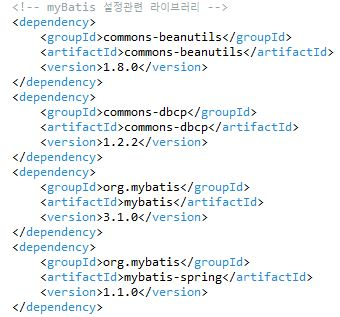 <!-- myBatis 설정관련 라이브러리 -->
<dependency>
    <groupId>commons-beanutils</groupId>
    <artifactId>commons-beanutils</artifactId>
    <version>1.8.0</version>
</dependency>
<dependency>
    <groupId>commons-dbcp</groupId>
    <artifactId>commons-dbcp</artifactId>
    <version>1.2.2</version>
</dependency>
<dependency>
    <groupId>org.mybatis</groupId>
    <artifactId>mybatis</artifactId>
    <version>3.1.0</version>
</dependency>
<dependency>
    <groupId>org.mybatis</groupId>
    <artifactId>mybatis-spring</artifactId>
    <version>1.1.0</version>
</dependency>